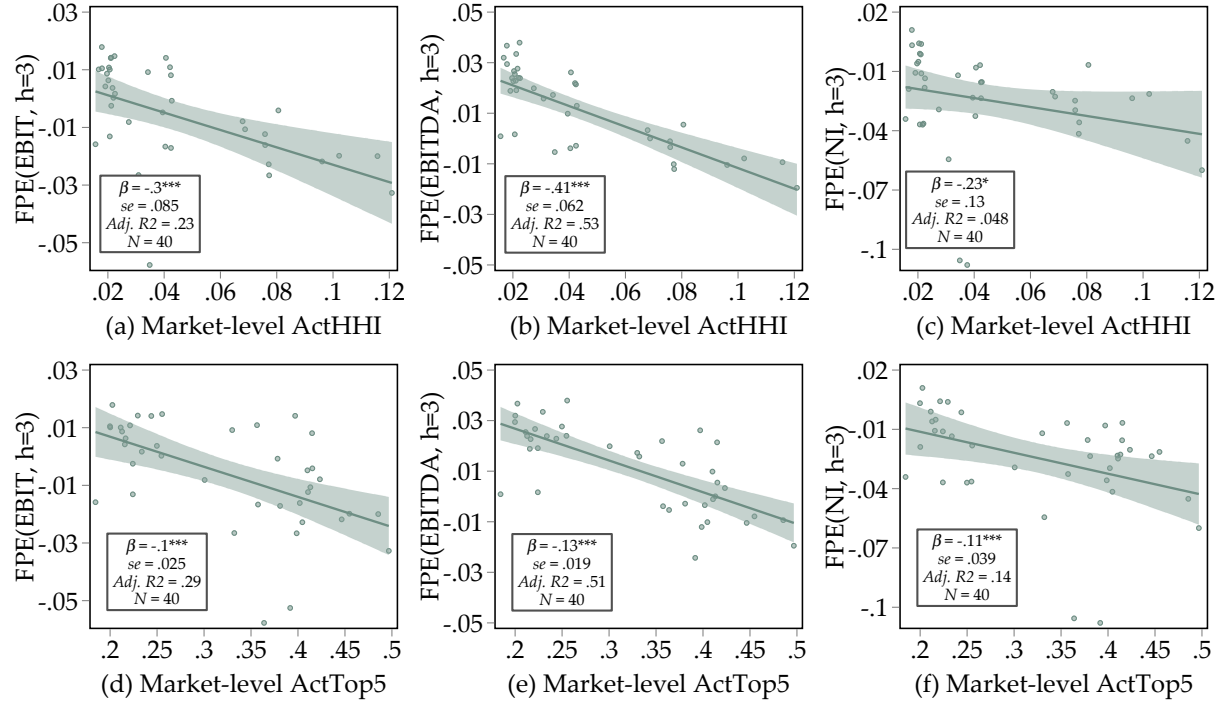 FPE(EBIT, h=3)
.03
.01
-.01
-.03
-.05
β = -.3***
se = .085
Adj. R2 = .23
N = 40
.02 .04 .06 .08 .1 .12
(a) Market-level ActHHI
FPE(EBITDA, h=3)
.05
.03
.01
-.01
-.03
-.05
β = -.41***
se = .062
Adj. R2 = .53
N = 40
.02 .04 .06 .08 .1 .12
(b) Market-level ActHHI
FPE(NI, h=3)
.02
-.01
-.04
-.07
-.1
β = -.23*
se = .13
Adj. R2 = .048
N = 40
.02 .04 .06 .08 .1 .12
(c) Market-level ActHHI
FPE(EBIT, h=3)
.03
.01
-.01
-.03
-.05
β = -.1***
se = .025
Adj. R2 = .29
N = 40
.2 .25 .3 .35 .4 .45 .5
(d) Market-level ActTop5
FPE(EBITDA, h=3)
.05
.03
.01
-.01
-.03
-.05
β = -.13***
se = .019
Adj. R2 = .51
N = 40
.2 .25 .3 .35 .4 .45 .5
(e) Market-level ActTop5
FPE(NI, h=3)
.02
-.01
-.04
-.07
-.1
β = -.11***
se = .039
Adj. R2 = .14
N = 40
.2 .25 .3 .35 .4 .45 .5
(f) Market-level ActTop5